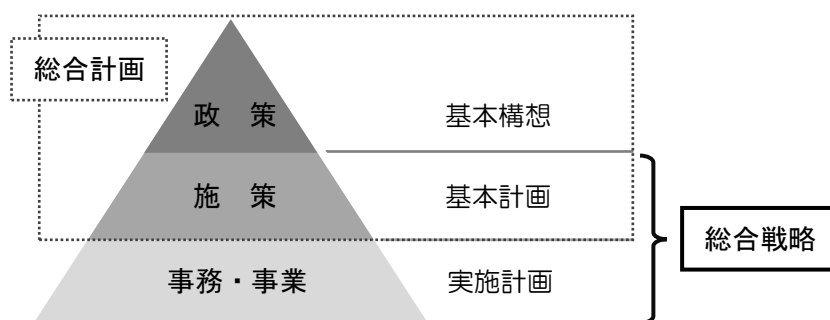 総合計画
政　策
基本構想
施　策
基本計画
総合戦略
事務・事業
実施計画